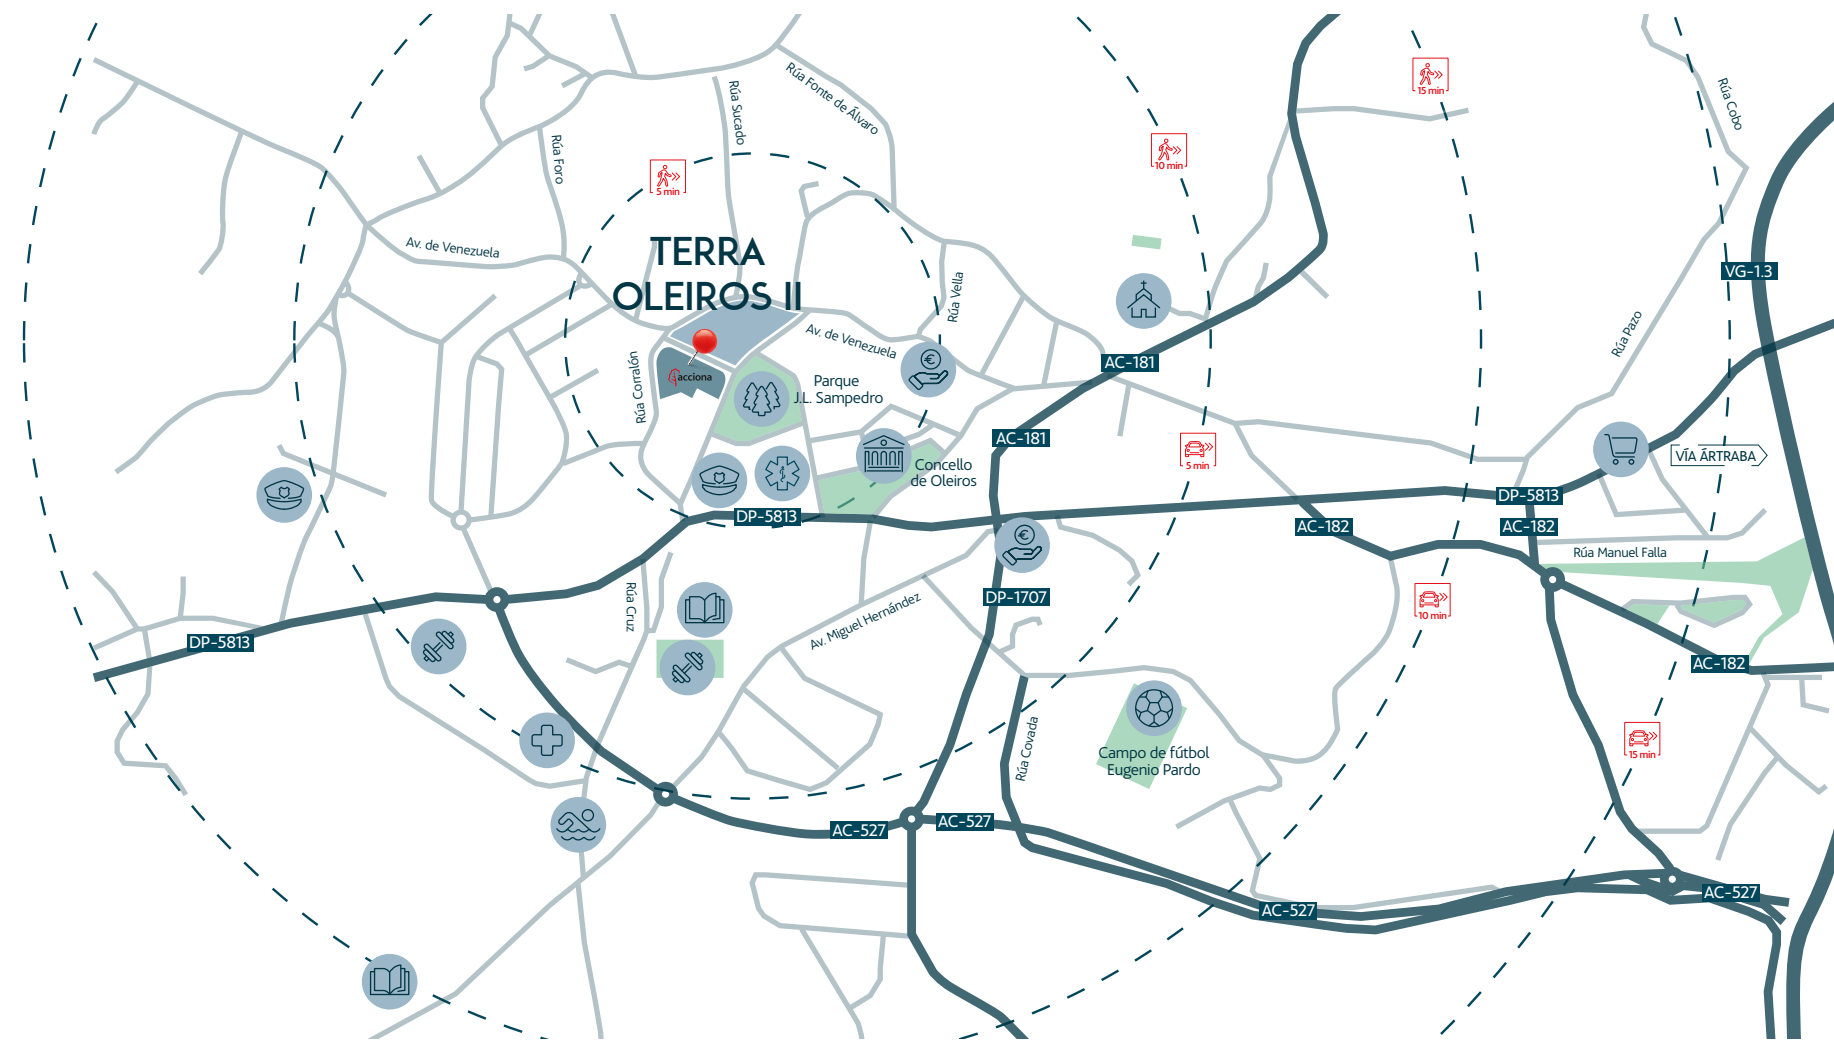 15 min
Rúa Cobo
Rúa Fonte de Álvaro
Rúa Sucado
Rúa Foro
10 min
5 min
Av. de Venezuela
TERRA
OLEIROS II
VG-1.3
Rúa Vella
Rúa Pazo
Av. de Venezuela
AC-181
Rúa Corralón
acciona
Parque
J.L. Sampedro
AC-181
5 min
VÍA ÁRTRABA
Concello
de Oleiros
DP-5813
DP-5813
AC-182
AC-182
Rúa Manuel Falla
Rúa Cruz
DP-1707
Av. Miguel Hernández
10 min
DP-5813
AC-182
Rúa Covada
15 min
Campo de fútbol
Eugenio Pardo
AC-527
AC-527
AC-527
AC-527